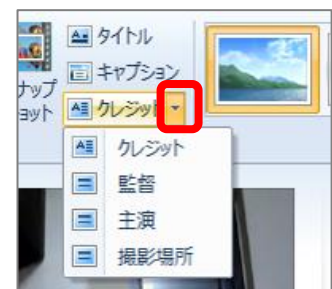 タイトル
キャプション
ナップ
ョット
クレジット
クレジット
監督
主演
撮影場所